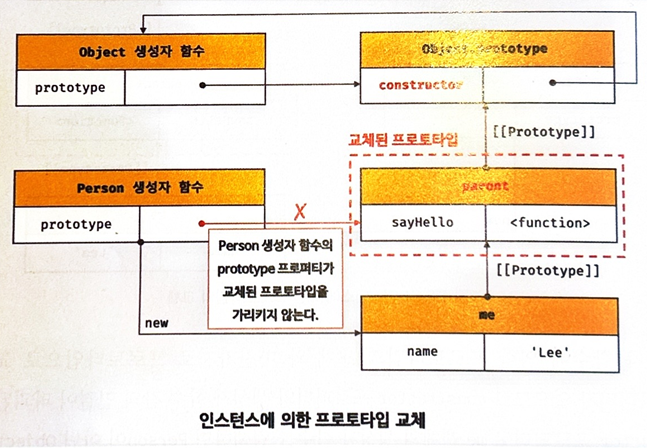 Object 생성자 함수
prototype
Object.prototype
constructor
[[Prototype]]
교체된 프로토타입
Person 생성자 함수
prototype
X
Person 생성자 함수의
prototype 프로퍼티가
교체된 프로토타입을
가리키지 않는다.
parent
sayHello
<function>
[[Prototype]]
new
me
name
'Lee'
인스턴스에 의한 프로토타입 교체